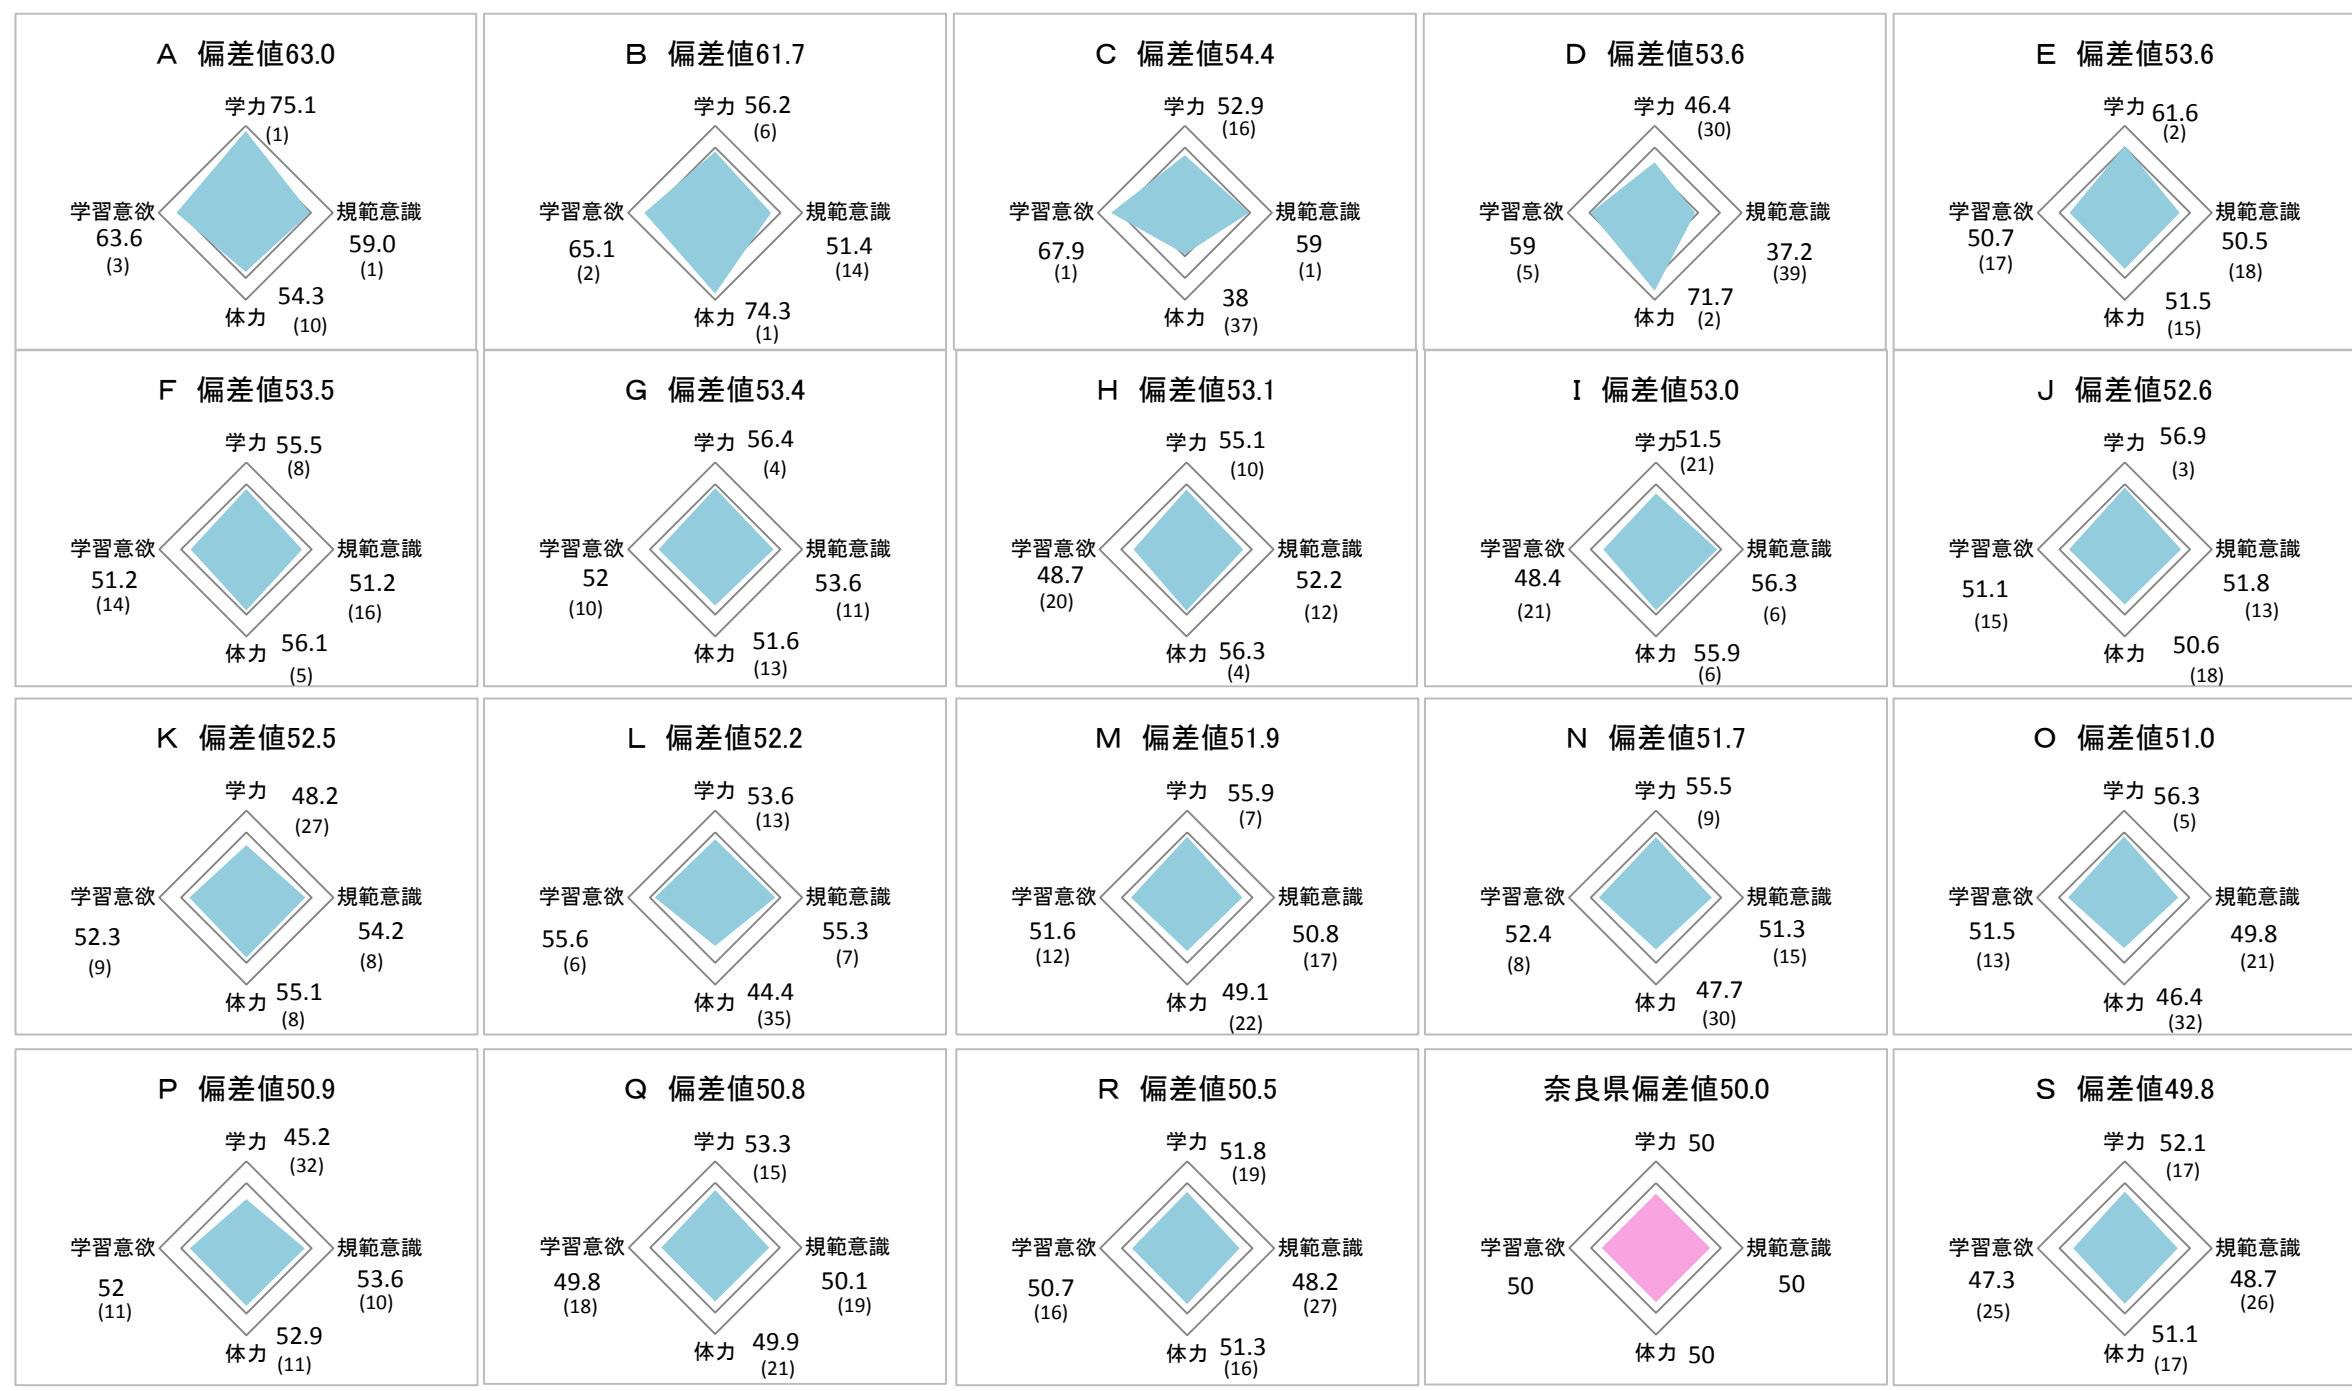 A 偏差値63.0
学力 75.1
(1)
学習意欲
63.6
(3)
規範意識
59.0
(1)
54.3
体力 (10)
B 偏差値61.7
学力 56.2
(6)
学習意欲
65.1
(2)
規範意識
51.4
(14)
体力 74.3
(1)
C 偏差値54.4
学力 52.9
(16)
学習意欲
67.9
(1)
規範意識
59
(1)
38
体力 (37)
D 偏差値53.6
学力 46.4
(30)
学習意欲
59
(5)
規範意識
37.2
(39)
71.7
体力 (2)
E 偏差値53.6
学力 61.6
(2)
学習意欲
50.7
(17)
規範意識
50.5
(18)
51.5
体力 (15)
F 偏差値53.5
学力 55.5
(8)
学習意欲
51.2
(14)
規範意識
51.2
(16)
体力 56.1
(5)
G 偏差値53.4
学力 56.4
(4)
学習意欲
52
(10)
規範意識
53.6
(11)
体力 51.6
(13)
H 偏差値53.1
学力 55.1
(10)
学習意欲
48.7
(20)
規範意識
52.2
(12)
体力 56.3
(4)
I 偏差値53.0
学力51.5
(21)
学習意欲
48.4
(21)
規範意識
56.3
(6)
体力 55.9
(6)
J 偏差値52.6
学力 56.9
(3)
学習意欲
51.1
(15)
規範意識
51.8
(13)
体力 50.6
(18)
K 偏差値52.5
学力 48.2
(27)
学習意欲
52.3
(9)
規範意識
54.2
(8)
体力 55.1
(8)
L 偏差値52.2
学力 53.6
(13)
学習意欲
55.6
(6)
規範意識
55.3
(7)
体力 44.4
(35)
M 偏差値51.9
学力 55.9
(7)
学習意欲
51.6
(12)
規範意識
50.8
(17)
体力 49.1
(22)
N 偏差値51.7
学力 55.5
(9)
学習意欲
52.4
(8)
規範意識
51.3
(15)
体力 47.7
(30)
O 偏差値51.0
学力 56.3
(5)
学習意欲
51.5
(13)
規範意識
49.8
(21)
体力 46.4
(32)
P 偏差値50.9
学力 45.2
(32)
学習意欲
52
(11)
規範意識
53.6
(10)
52.9
体力 (11)
Q 偏差値50.8
学力 53.3
(15)
学習意欲
49.8
(18)
規範意識
50.1
(19)
体力 49.9
(21)
R 偏差値50.5
学力 51.8
(19)
学習意欲
50.7
(16)
規範意識
48.2
(27)
体力 51.3
(16)
奈良県偏差値50.0
学力 50
学習意欲
50
規範意識
50
体力 50
S 偏差値49.8
学力 52.1
(17)
学習意欲
47.3
(25)
規範意識
48.7
(26)
51.1
体力 (17)